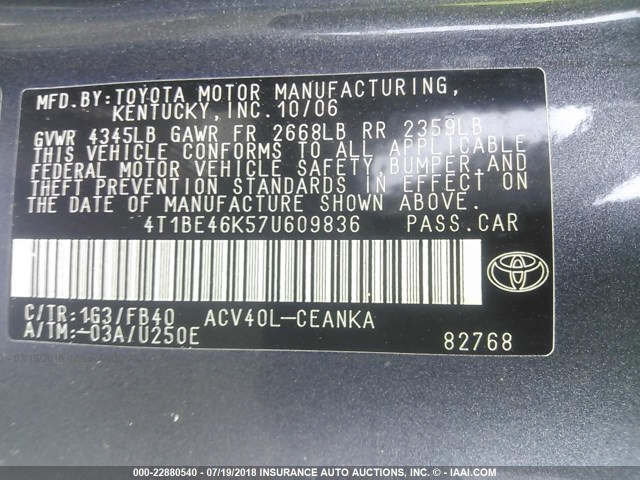 MFD.BY:TOYOTA MOTOR MANUFACTURING,
KENTUCKY, INC. 10/06
GVWR 4345LB GAWR FR 2668LB RR 2359LB
THIS VEHICLE CONFORMS TO ALL APPLICABLE
FEDERAL MOTOR VEHICLE SAFETY, BUMPER, AND
THEFT PREVENTION STANDARDS IN EFFECT ON
THE DATE OF MANUFACTURE SHOWN ABOVE.
4T1BE46K57U609836 PASS.CAR
C/TR:1G3/FB40 ACV40L-CEANKA
A/TM:-03A/U250E
82768
000-22880540 - 07/19/2018 - INSURANCE AUTO AUCTIONS, INC. - © - IAAI.COM